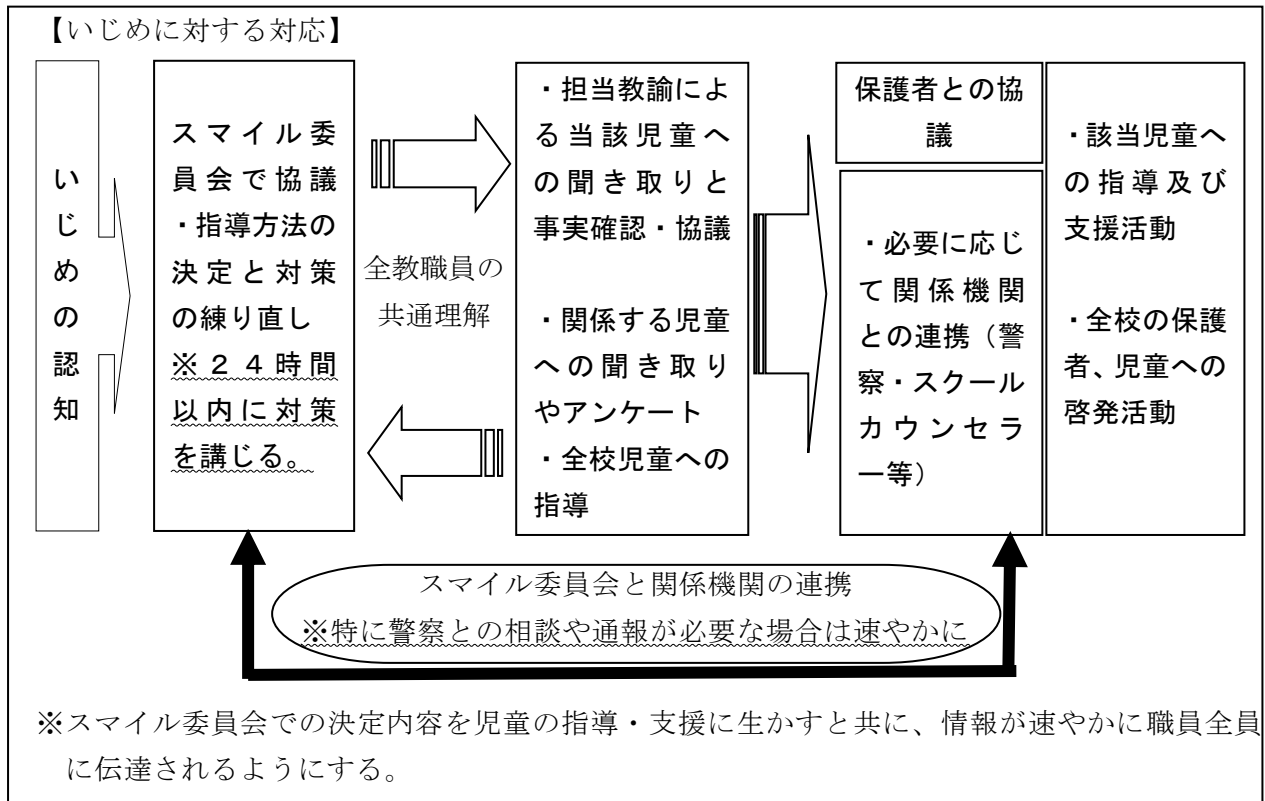 【いじめに対する対応】
いじめの認知
スマイル委
員会で協議
・指導方法の
決定と対策
の練り直し
※２４時間
以内に対策
を講じる。
全教職員の
共通理解
・担当教諭によ
る当該児童へ
の聞き取りと
事実確認・協議
・関係する児童
への聞き取り
やアンケート
・全校児童への
指導
保護者との協
議
・必要に応じ
て関係機関
との連携（警
察・スクール
カウンセラ
ー等）
・該当児童へ
の指導及び
支援活動
・全校の保護
者、児童への
啓発活動
スマイル委員会と関係機関の連携
※特に警察との相談や通報が必要な場合は速やかに
※スマイル委員会での決定内容を児童の指導・支援に生かすと共に、情報が速やかに職員全員
に伝達されるようにする。